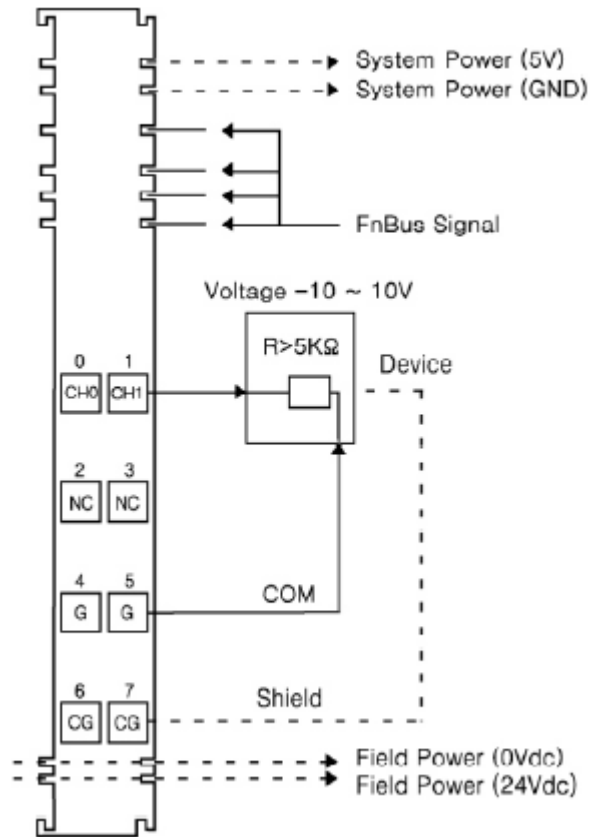 System Power (5V)
System Power (GND)
FnBus Signal
Voltage -10 ~ 10V
R>5KΩ
Device
0 1
CH0 CH1
2 3
NC NC
4 5
G G
COM
6 7
CG CG
Shield
Field Power (0Vdc)
Field Power (24Vdc)